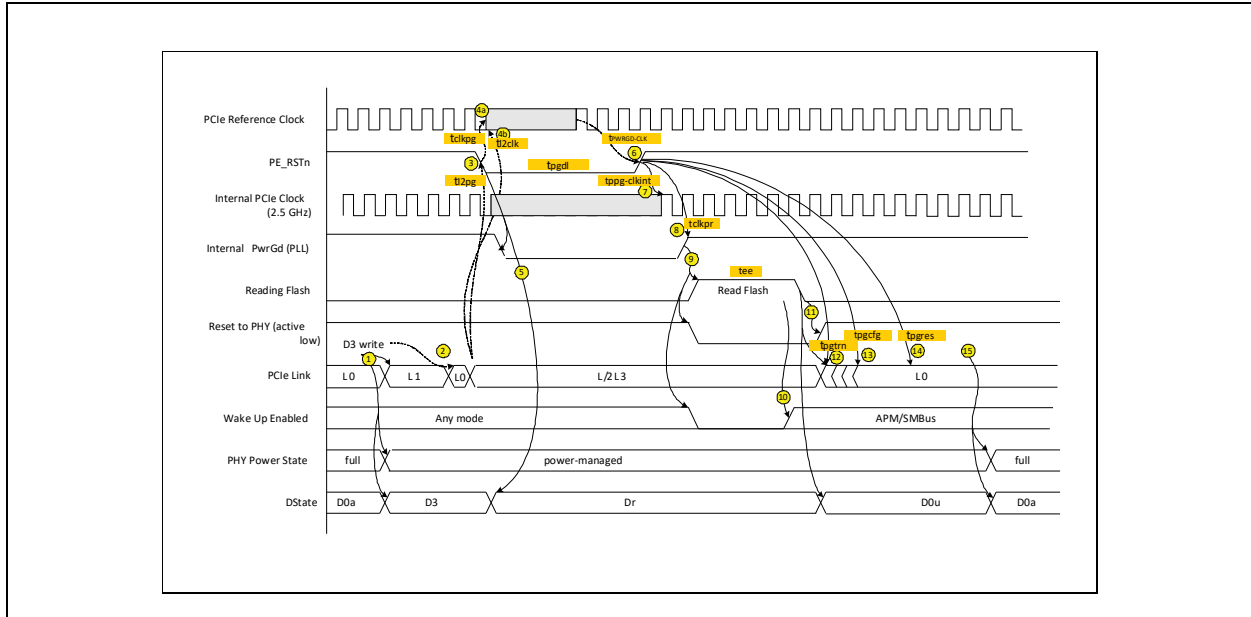 4a
PCIe Reference Clock
4b
tclkpg
tl2clk
tPWRGD-CLK
6
PE_RSTn
3
tpgdl
tl2pg
tppg-clkint
7
Internal PCIe Clock
(2.5 GHz)
tclkpr
8
Internal PwrGd (PLL)
9
5
tee
Reading Flash
Read Flash
11
Reset to PHY (active
low)
tpgcfg
tpgres
D3 write
tpgtrn
1
2
12
13
14
15
PCIe Link
L0
L1
L0
L/2 L3
L0
10
Wake Up Enabled
Any mode
APM/SMBus
PHY Power State
full
power-managed
full
DState
D0a
D3
Dr
D0u
D0a